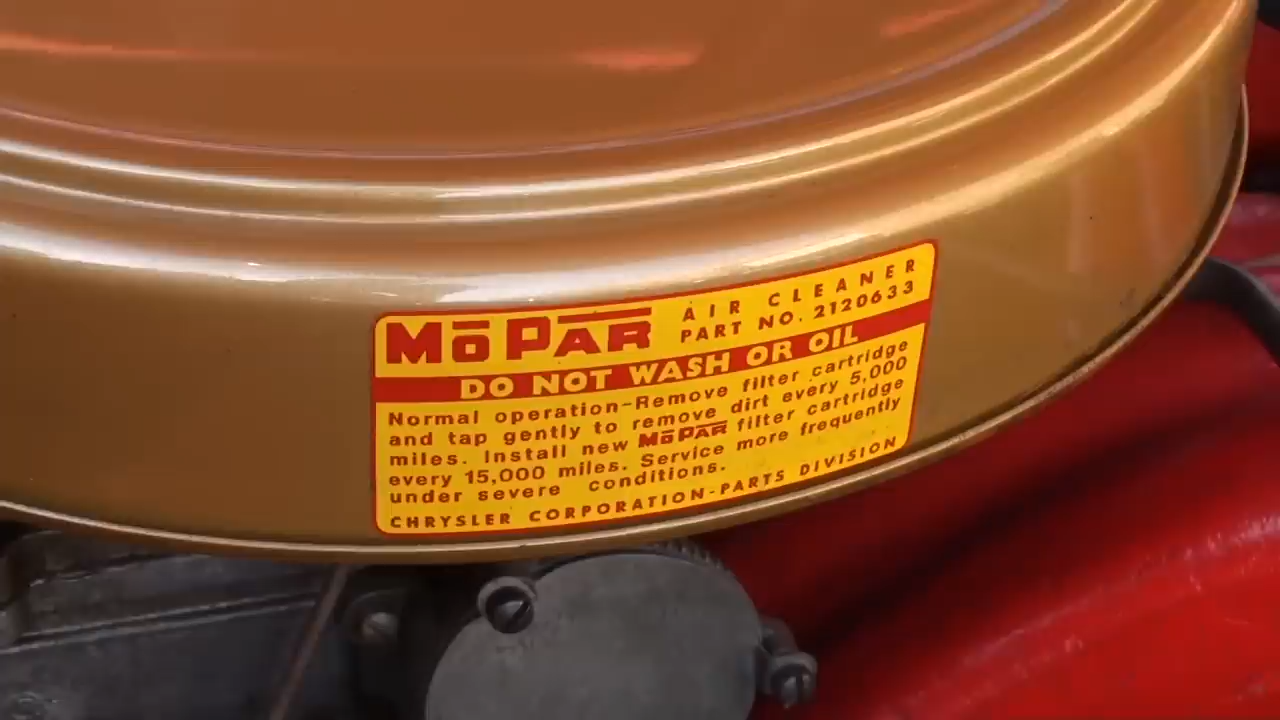 MōPAR AIR CLEANER
PART NO. 2120633
DO NOT WASH OR OIL
Normal operation-Remove filter cartridge
and tap gently to remove dirt every 5,000
miles. Install new MōPAR filter cartridge
every 15,000 miles. Service more frequently
under severe conditions.
CHRYSLER CORPORATION-PARTS DIVISION